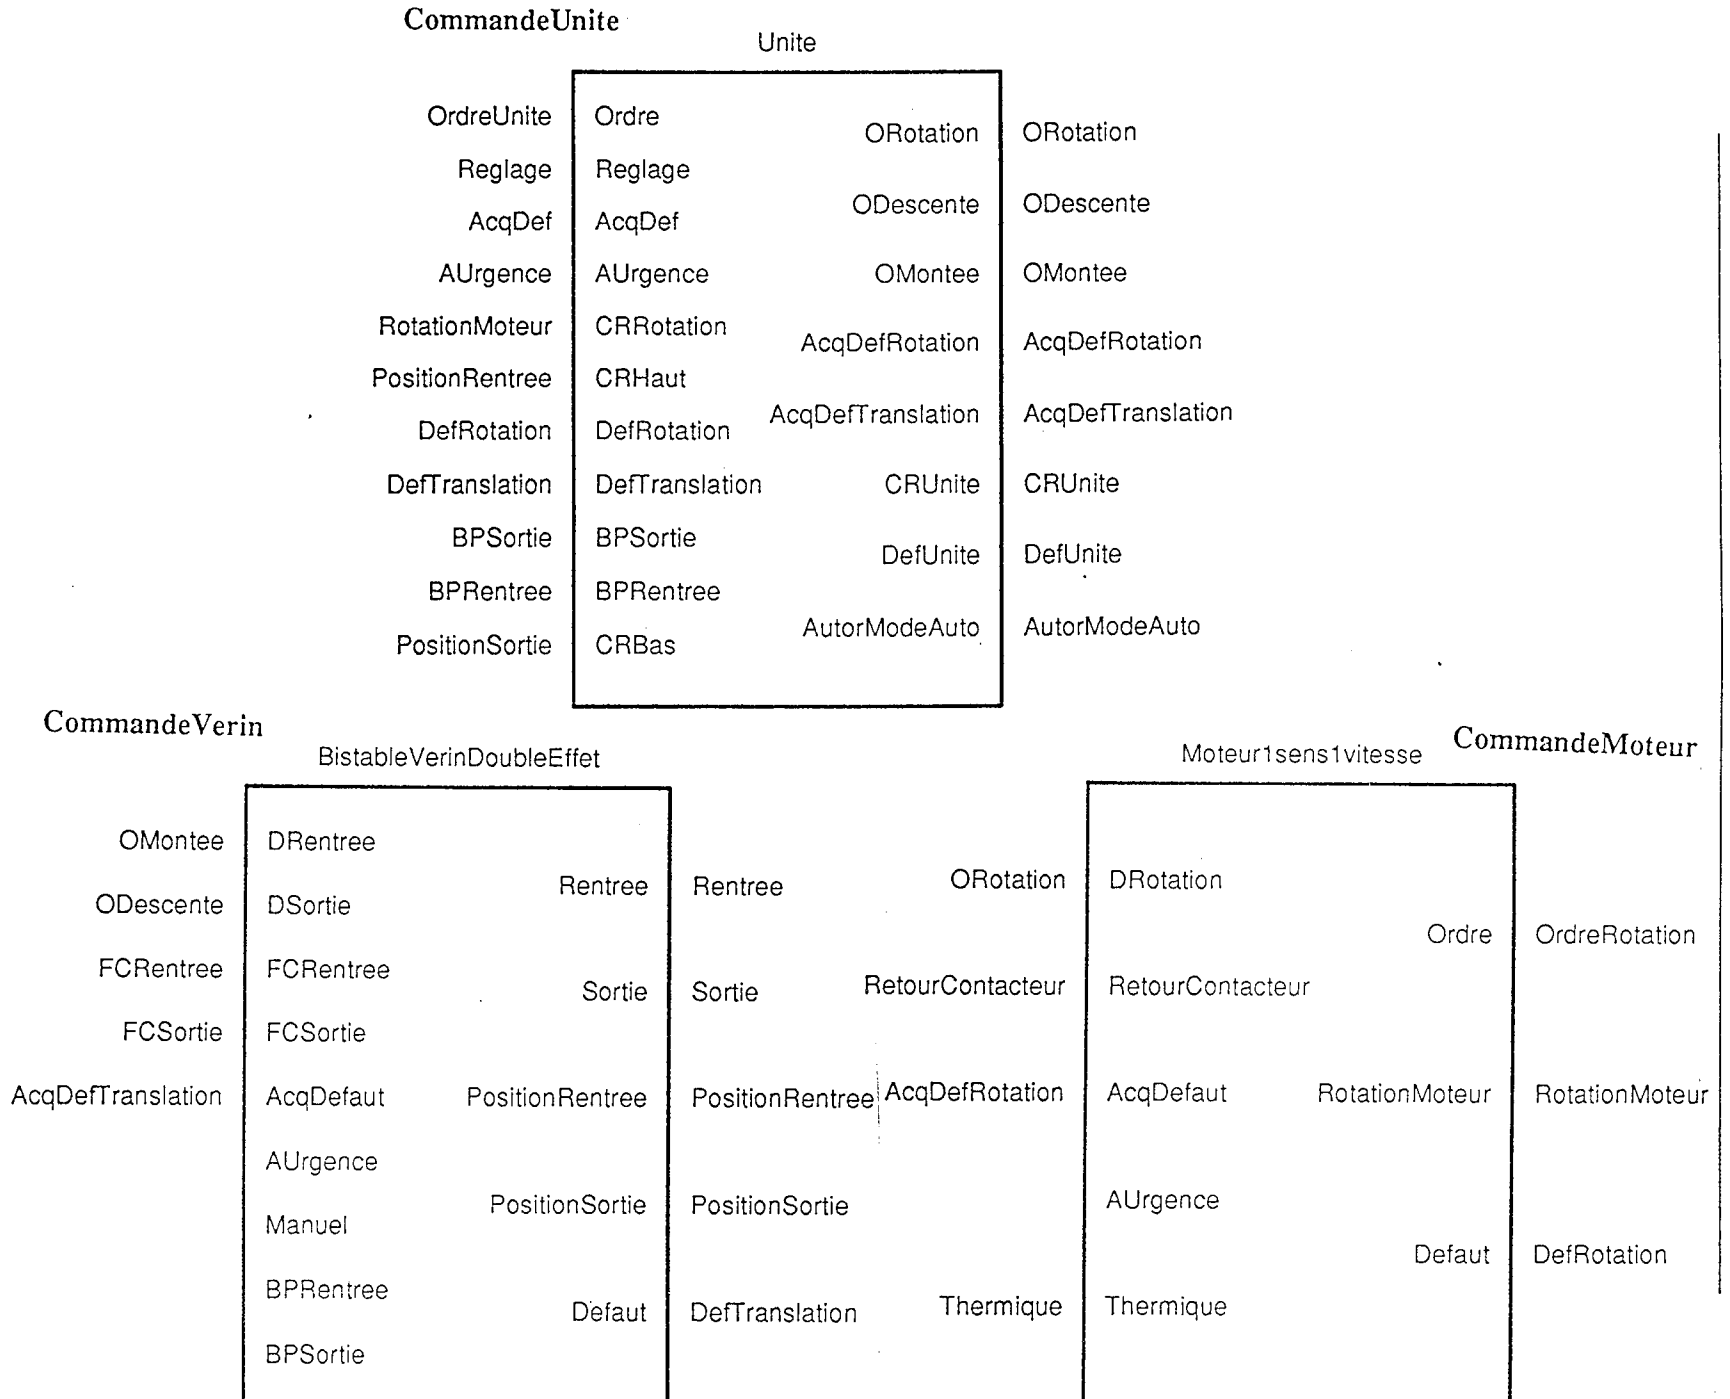 CommandeUnite
Unite
OrdreUnite Ordre
ORotation ORotation
Reglage Reglage
ODescente ODescente
AcqDef AcqDef
AUrgence AUrgence
OMontee OMontee
RotationMoteur CRRotation
AcqDefRotation AcqDefRotation
PositionRentree CRHaut
AcqDefTranslation AcqDefTranslation
DefRotation DefRotation
DefTranslation DefTranslation
CRUnite CRUnite
BPSortie BPSortie
DefUnite DefUnite
BPRentree BPRentree
AutorModeAuto AutorModeAuto
PositionSortie CRBas
CommandeVerin
BistableVerinDoubleEffet
OMontee DRentree
Rentree Rentree
ODescente DSortie
FCRentree FCRentree
Sortie Sortie
FCSortie FCSortie
AcqDefTranslation AcqDefaut
PositionRentree PositionRentree
AUrgence
PositionSortie PositionSortie
Manuel
BPRentree
Defaut DefTranslation
BPSortie
CommandeMoteur
Moteur1sens1vitesse
ORotation DRotation
Ordre OrdreRotation
RetourContacteur RetourContacteur
AcqDefRotation AcqDefaut
RotationMoteur RotationMoteur
AUrgence
Defaut DefRotation
Thermique Thermique